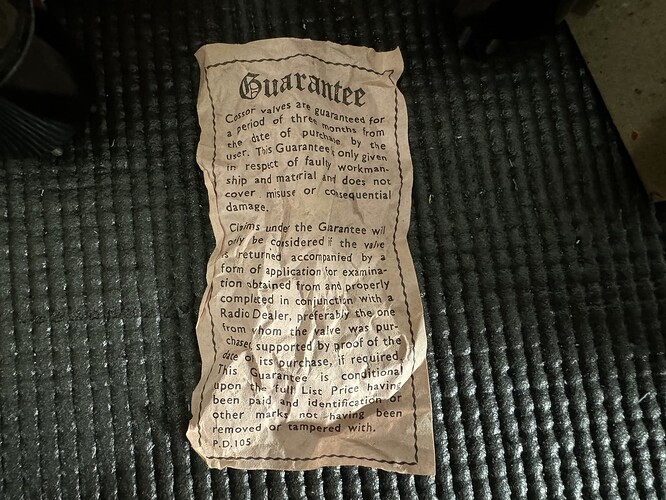 Guarantee
Cossor valves are guaranteed for
a period of three months from
the date of purchase by the
user. This Guarantee is only given
in respect of faulty workman-
ship and material and does not
cover misuse or consequential
damage.
Claims under the Guarantee will
only be considered if the valve
is returned accompanied by a
form of application for examina-
tion obtained from and properly
completed in conjunction with a
Radio Dealer, preferably the one
from whom the valve was pur-
chased, supported by proof of the
date of its purchase, if required.
This Guarantee is conditional
upon the full List Price having
been paid and identification or
other marks not having been
removed or tampered with.
P.D.105